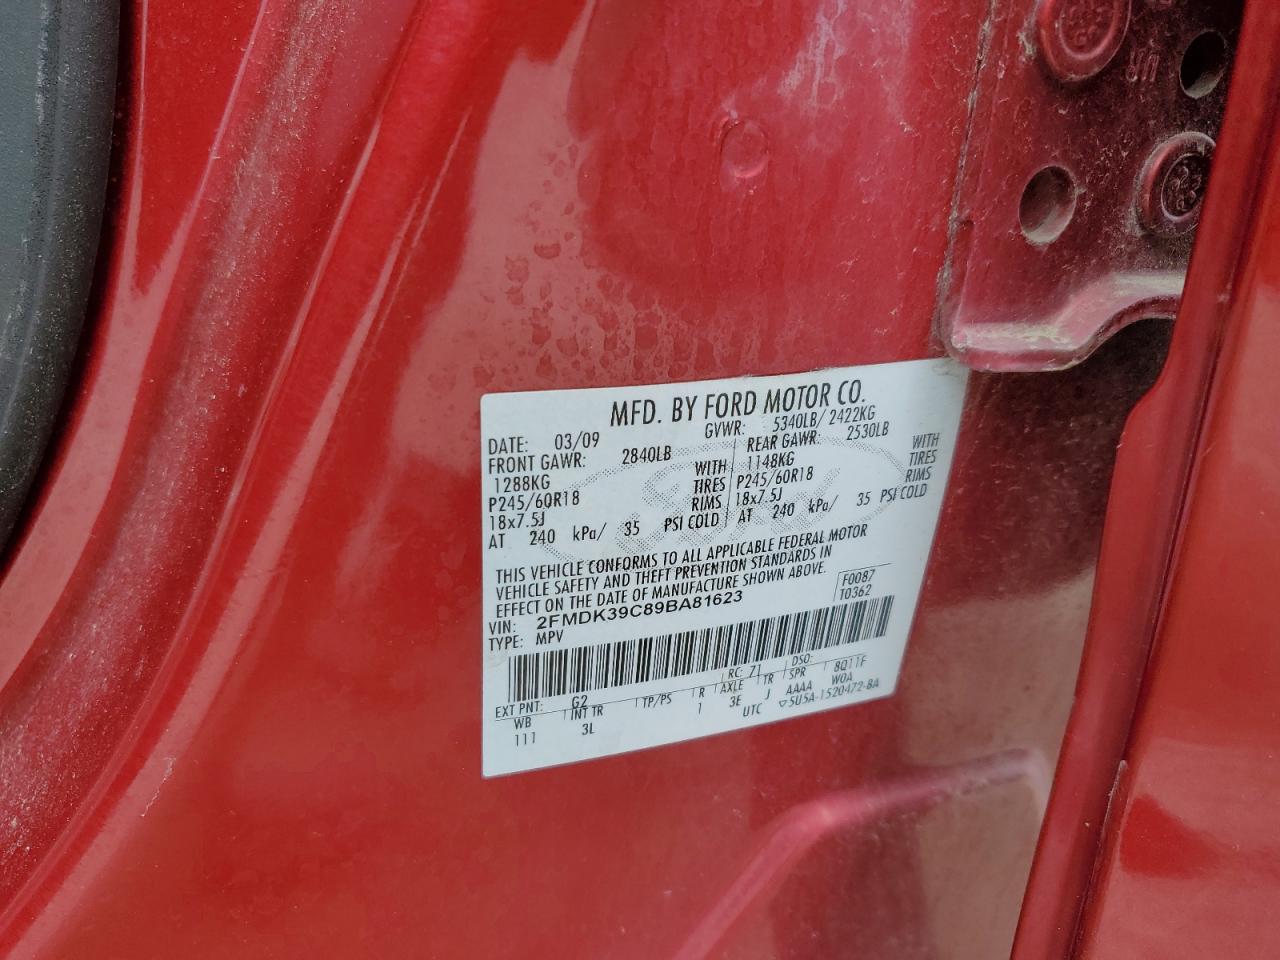 MFD. BY FORD MOTOR CO.
DATE: 03/09 GVWR: 5340LB/ 2422KG
FRONT GAWR: 2840LB REAR GAWR: 2530LB
1288KG WITH 1148KG WITH
P245/60R18 TIRES P245/60R18 TIRES
18x7.5J RIMS 18x7.5J RIMS
AT 240 kPa/ 35 PSI COLD AT 240 kPa/ 35 PSI COLD
THIS VEHICLE CONFORMS TO ALL APPLICABLE FEDERAL MOTOR
VEHICLE SAFETY AND THEFT PREVENTION STANDARDS IN
EFFECT ON THE DATE OF MANUFACTURE SHOWN ABOVE.
F0087
T0362
VIN: 2FMDK39C89BA81623
TYPE: MPV
EXT PNT: G2 RC: 71 DSO: 8Q11F
WB INT TR TP/PS R AXLE TR SPR W0A
111 3L 1 3E J AAAA
UTC ▽5U5A-1520472-BA